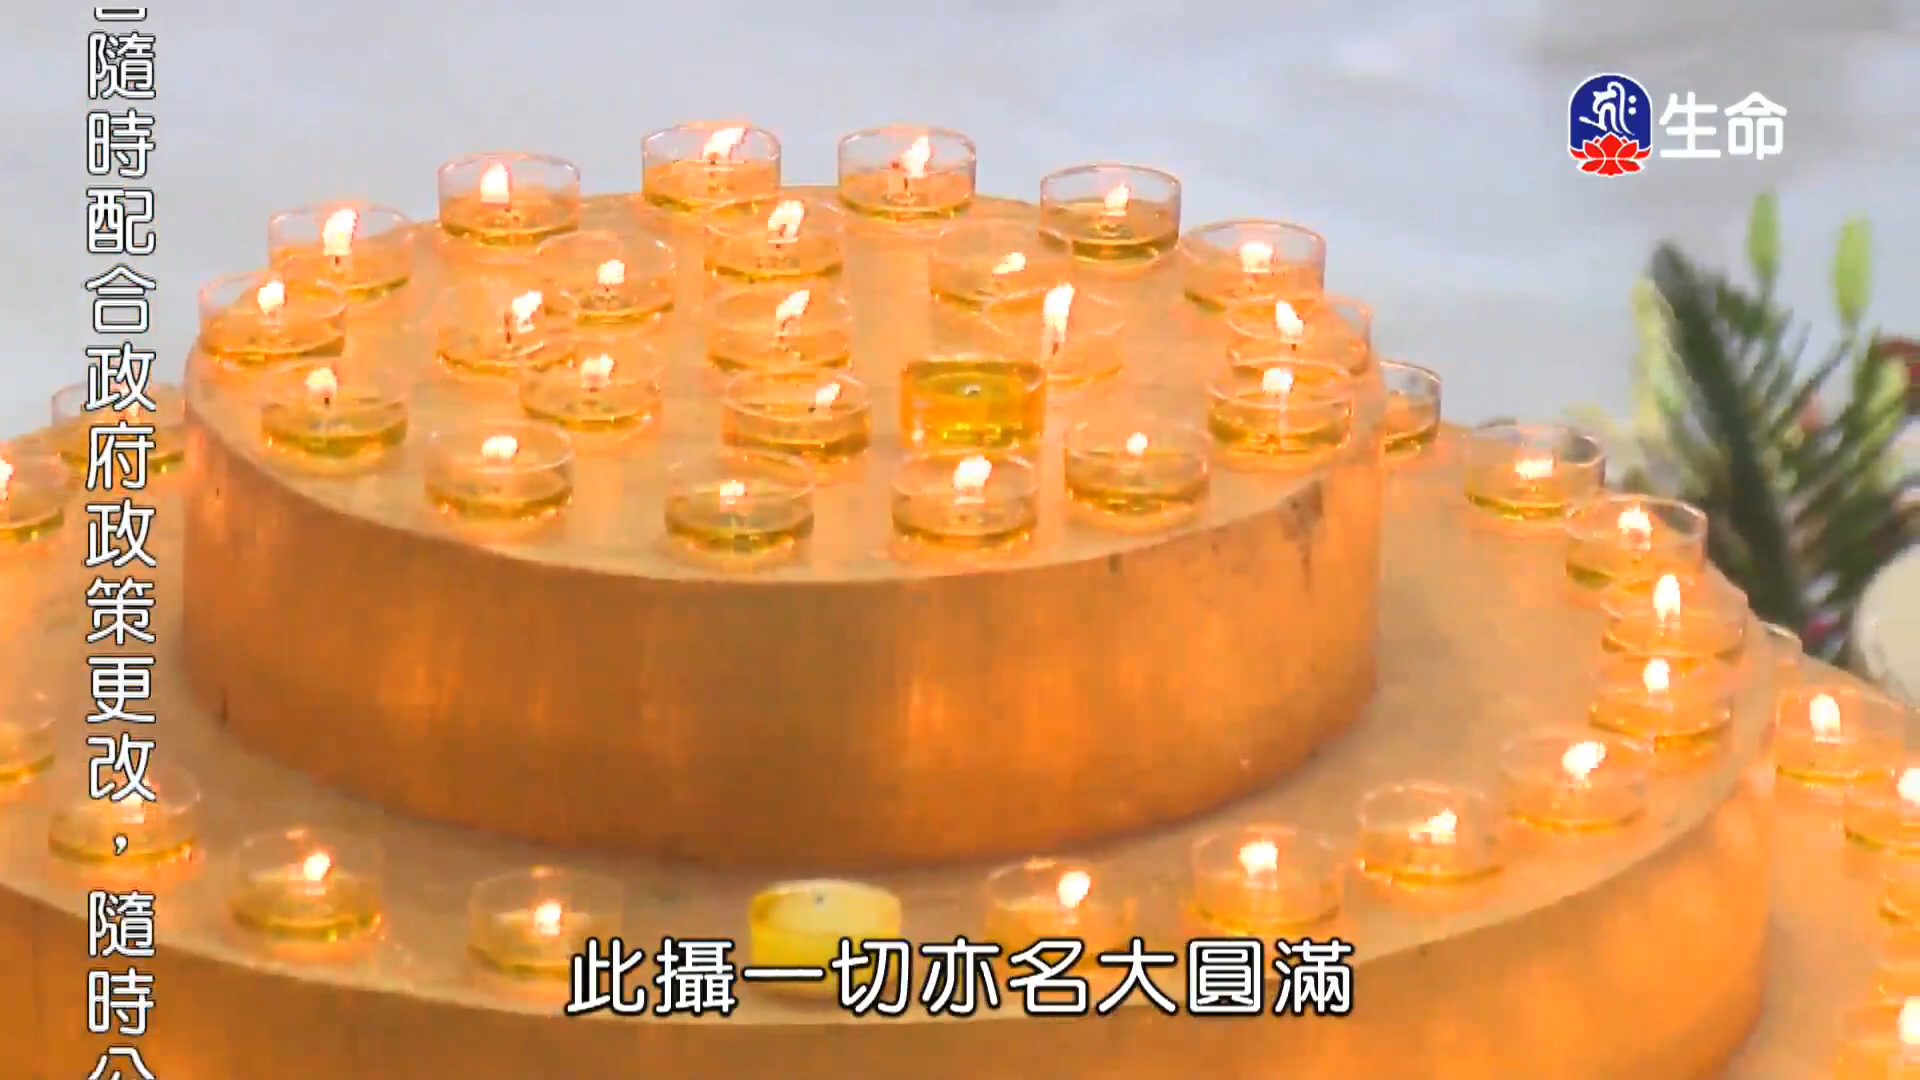 隨時配合政府政策更改，隨時公
生命
此攝一切亦名大圓滿